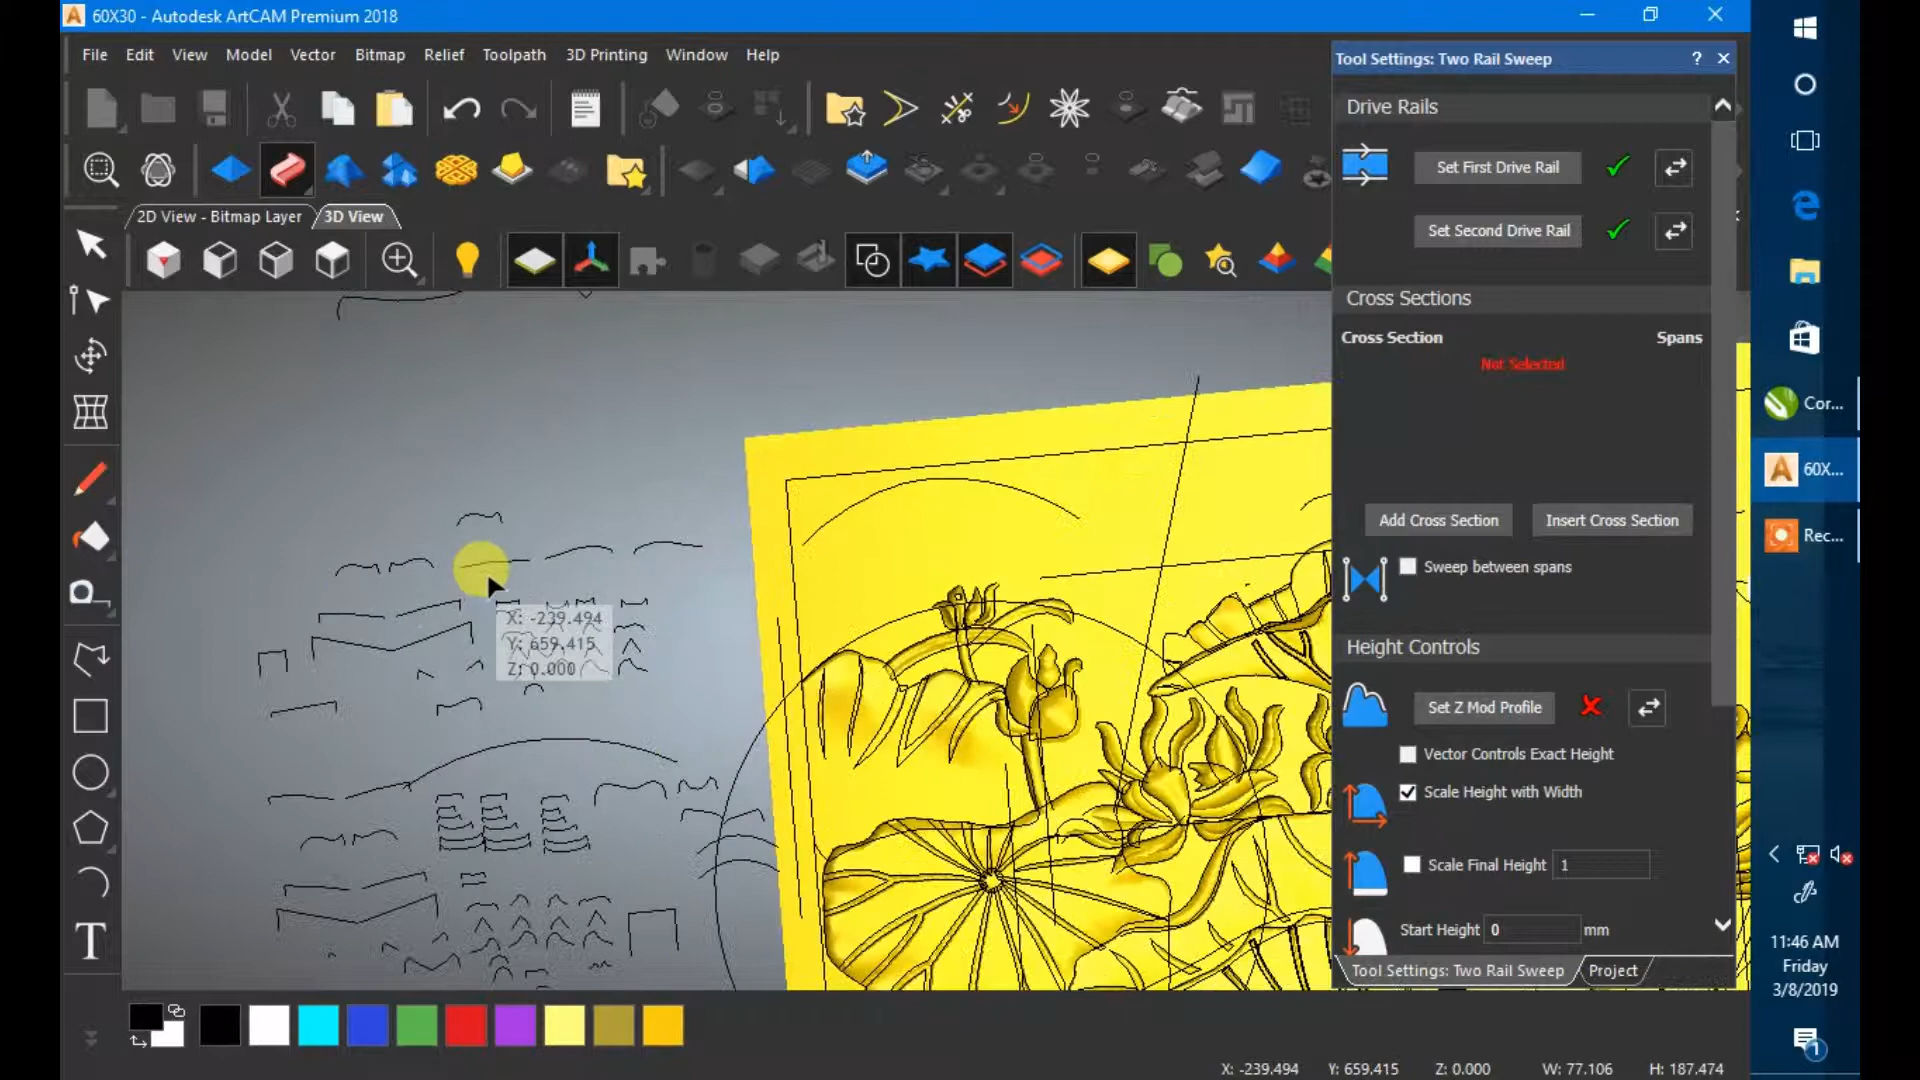 60X30 - Autodesk ArtCAM Premium 2018
File Edit View Model Vector Bitmap Relief Toolpath 3D Printing Window Help
Tool Settings: Two Rail Sweep
?
Drive Rails
Set First Drive Rail
Set Second Drive Rail
2D View - Bitmap Layer
3D View
Cross Sections
Cross Section Spans
Not Selected
Add Cross Section Insert Cross Section
Sweep between spans
Height Controls
Set Z Mod Profile
Vector Controls Exact Height
Scale Height with Width
Scale Final Height 1
Start Height 0 mm
Tool Settings: Two Rail Sweep Project
X: -239.494
Y: 659.415
Z: 0.000
T
X: -239.494 Y: 659.415 Z: 0.000 W: 77.106 H: 187.474
Cor...
60X...
Rec...
11:46 AM
Friday
3/8/2019
1